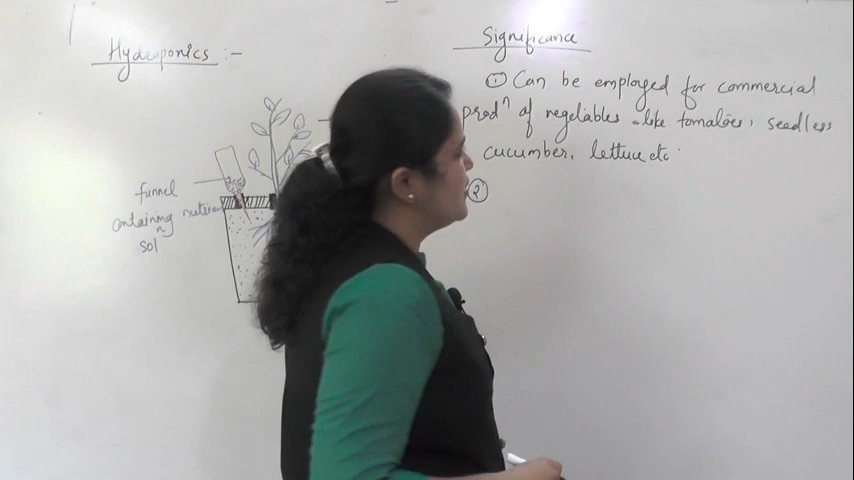 Hydroponics :-
funnel
containing nutri
soln
Significance
① Can be employed for commercial
prodn of vegetables like tomatoes, seedless
cucumber, lettuce etc.
②